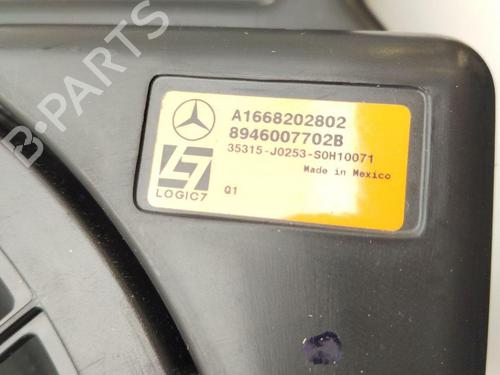 B-PARTS
A1668202802
8946007702B
35315-J0253-S0H10071
Made in Mexico
LOGIC7
Q1